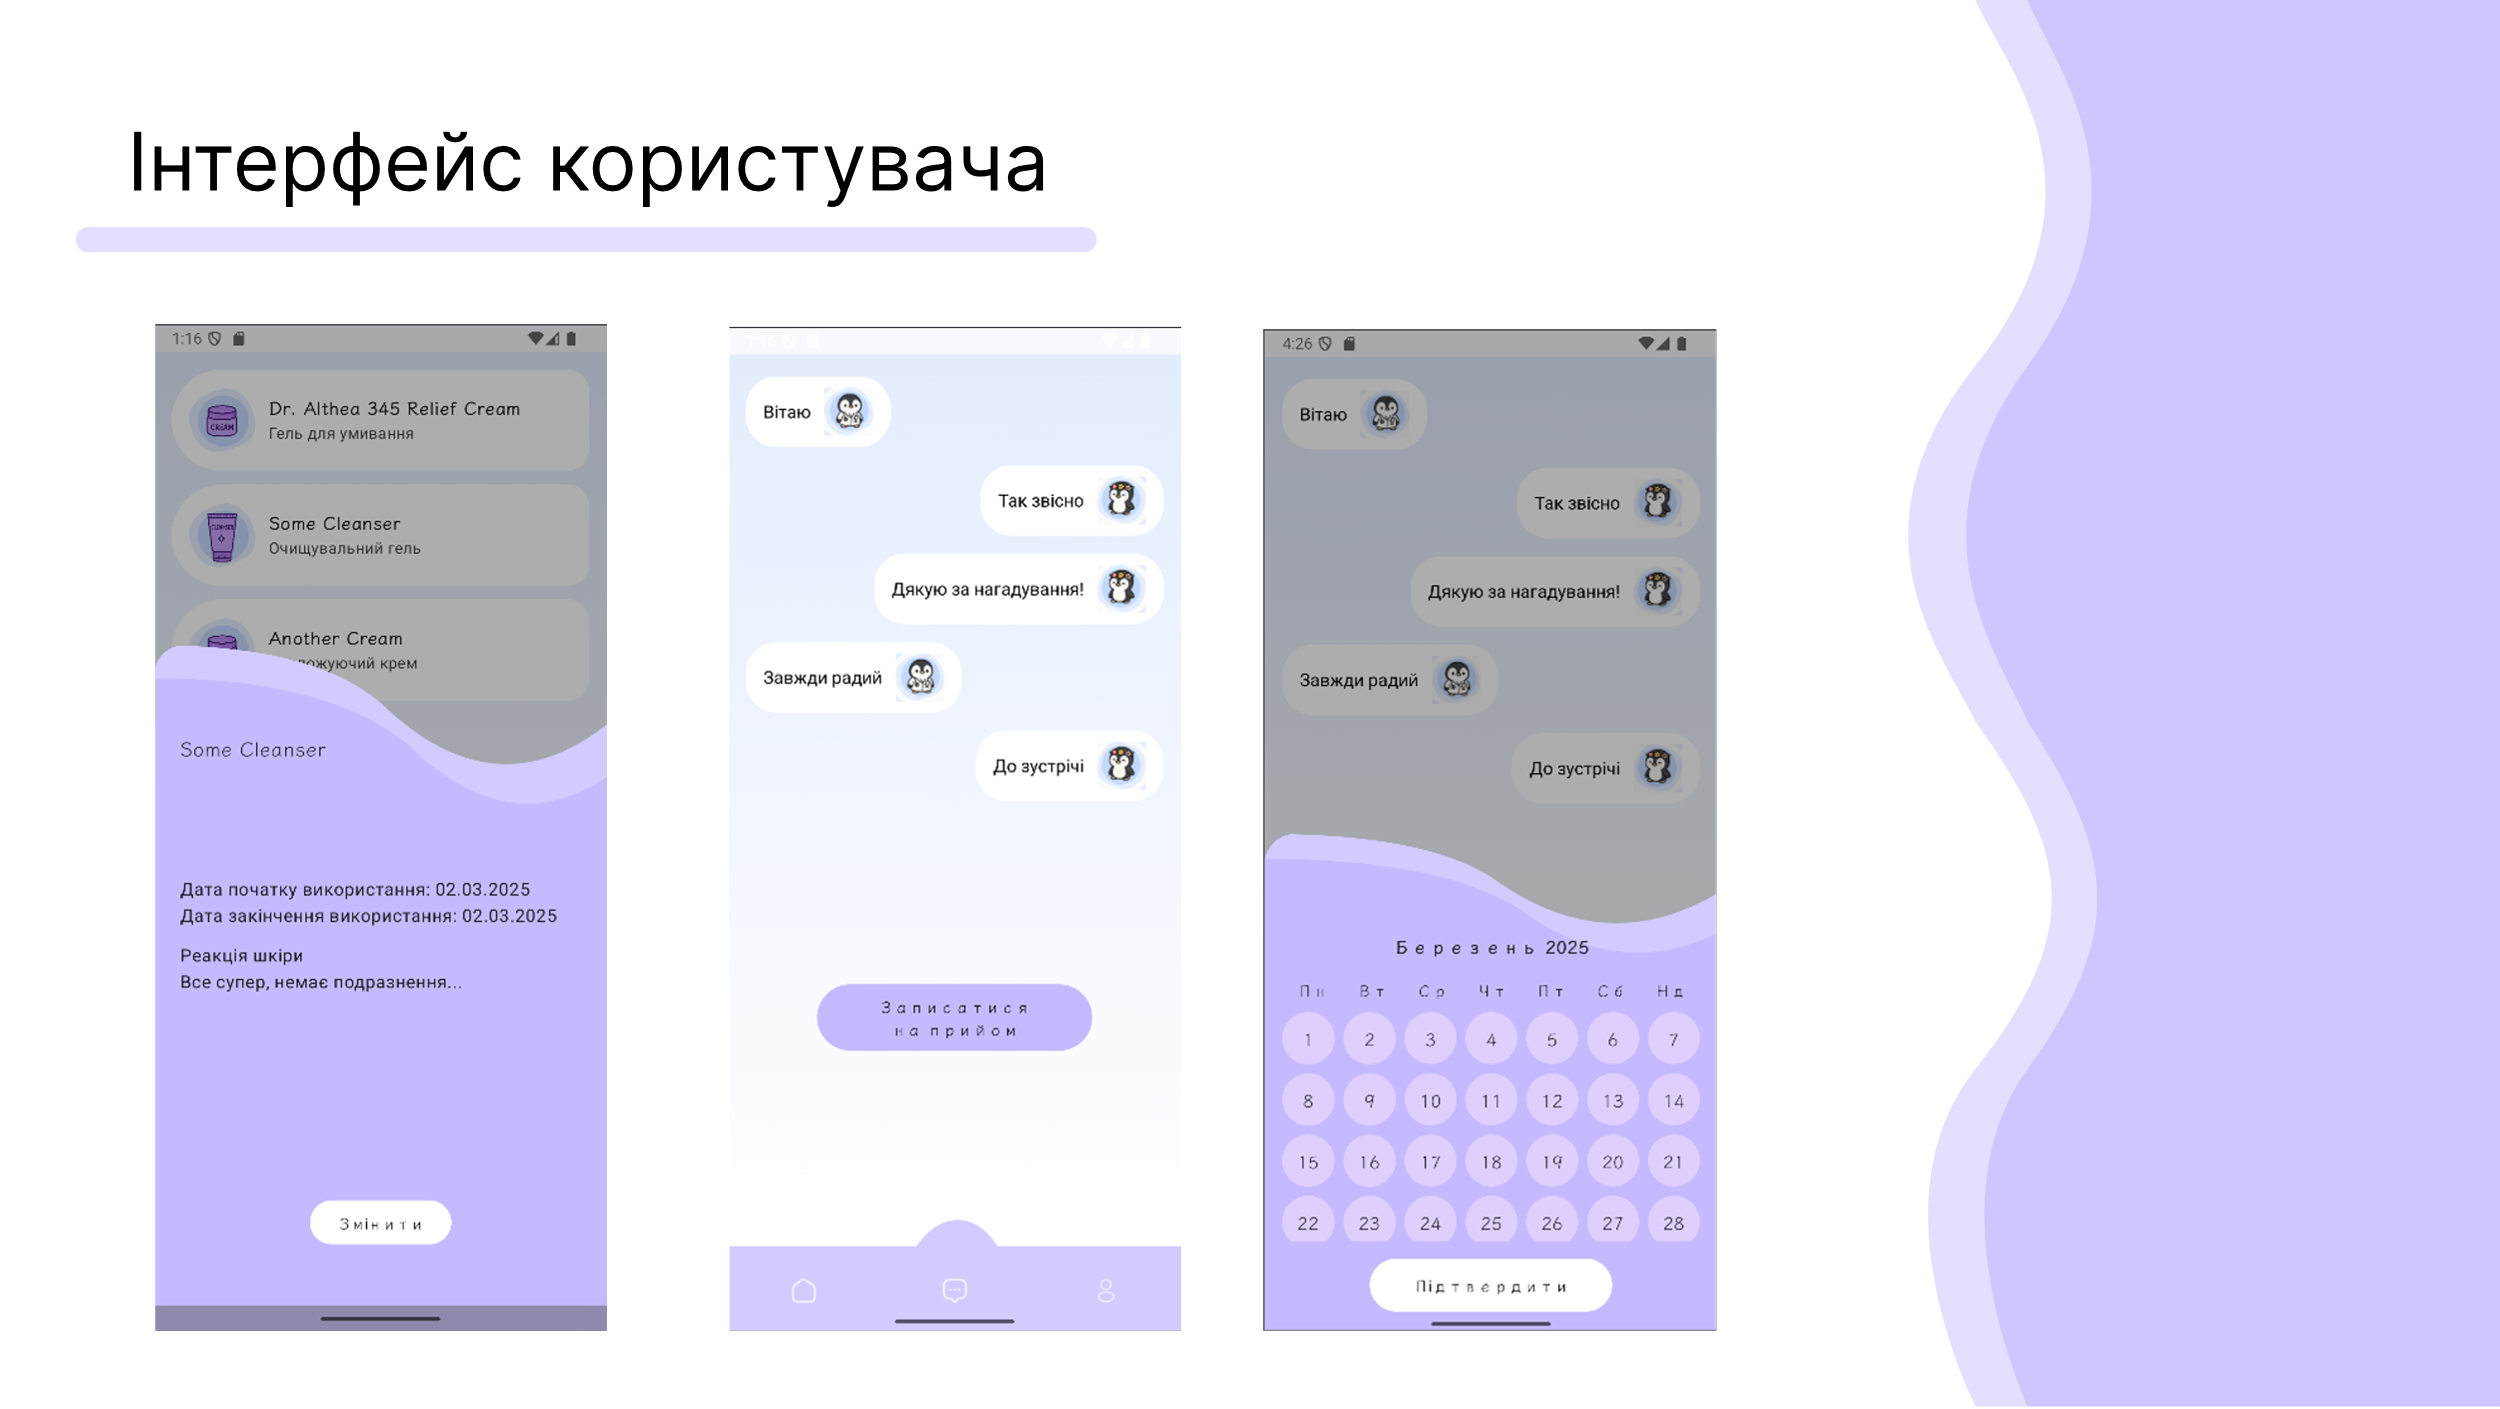 Інтерфейс користувача
1:16
Dr. Althea 345 Relief Cream
Гель для умивання
Some Cleanser
Очищувальний гель
Another Cream
крем
Some Cleanser
Дата початку використання: 02.03.2025
Дата закінчення використання: 02.03.2025
Реакція шкіри
Все супер, немає подразнення...
Змінити
1:16
Вітаю
Так звісно
Дякую за нагадування!
Завжди радий
До зустрічі
Записатися
на прийом
4:26
Вітаю
Так звісно
Дякую за нагадування!
Завжди радий
До зустрічі
Березень 2025
Пн Вт Ср Чт Пт Сб Нд
1 2 3 4 5 6 7
8 9 10 11 12 13 14
15 16 17 18 19 20 21
22 23 24 25 26 27 28
Підтвердити